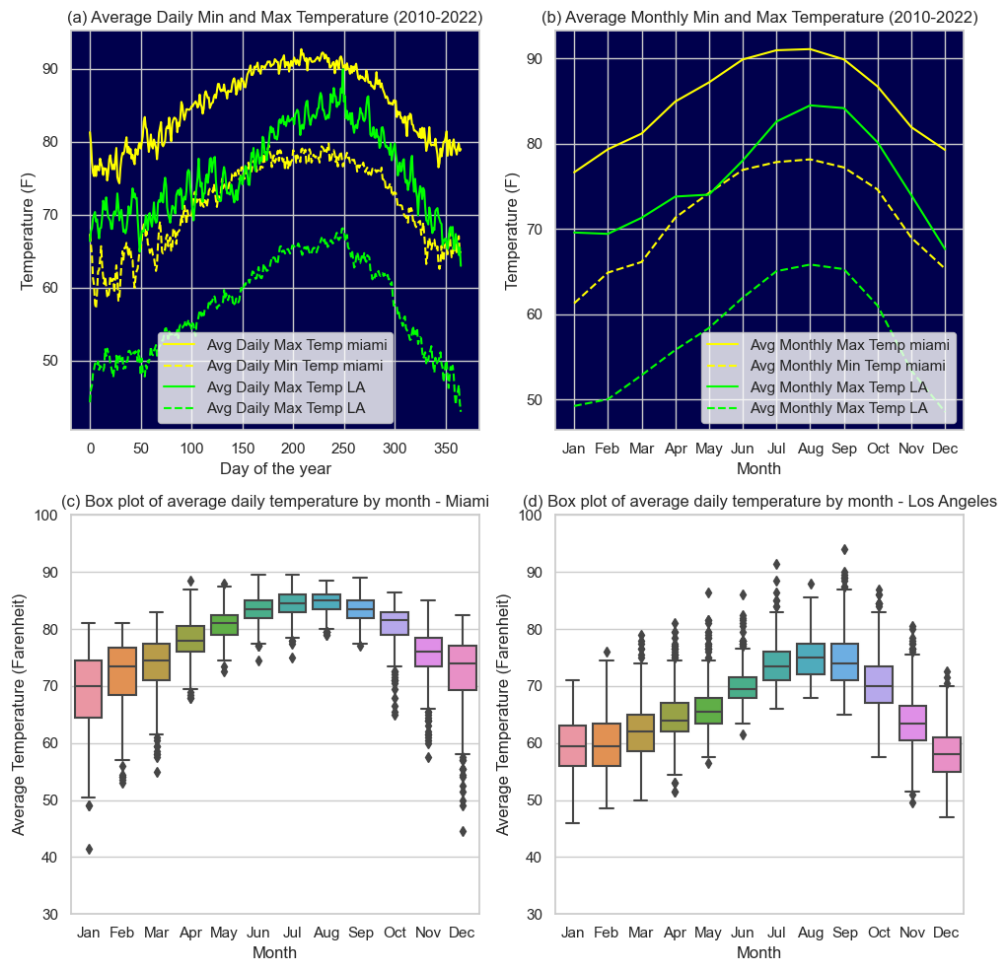 (a) Average Daily Min and Max Temperature (2010-2022)
Temperature (F)
90
80
70
60
50
Avg Daily Max Temp miami
Avg Daily Min Temp miami
Avg Daily Max Temp LA
Avg Daily Max Temp LA
0 50 100 150 200 250 300 350
Day of the year
(b) Average Monthly Min and Max Temperature (2010-2022)
Temperature (F)
90
80
70
60
50
Avg Monthly Max Temp miami
Avg Monthly Min Temp miami
Avg Monthly Max Temp LA
Avg Monthly Max Temp LA
Jan Feb Mar Apr May Jun Jul Aug Sep Oct Nov Dec
Month
(c) Box plot of average daily temperature by month - Miami
Average Temperature (Farenheit)
100
90
80
70
60
50
40
30
Jan Feb Mar Apr May Jun Jul Aug Sep Oct Nov Dec
Month
(d) Box plot of average daily temperature by month - Los Angeles
Average Temperature (Farenheit)
100
90
80
70
60
50
40
30
Jan Feb Mar Apr May Jun Jul Aug Sep Oct Nov Dec
Month